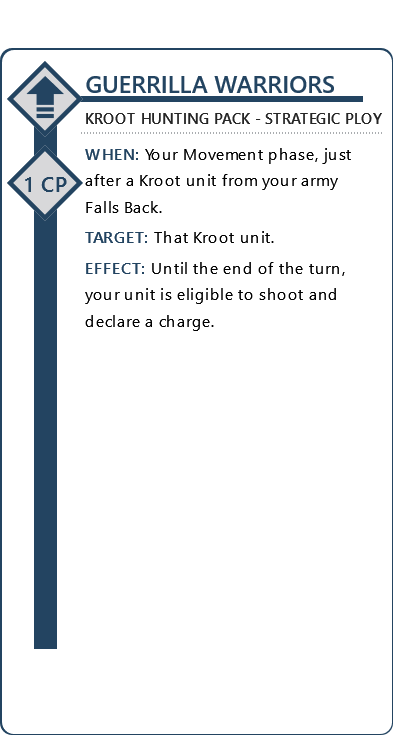 GUERRILLA WARRIORS
KROOT HUNTING PACK - STRATEGIC PLOY
WHEN: Your Movement phase, just
after a Kroot unit from your army
Falls Back.
1 CP
TARGET: That Kroot unit.
EFFECT: Until the end of the turn,
your unit is eligible to shoot and
declare a charge.